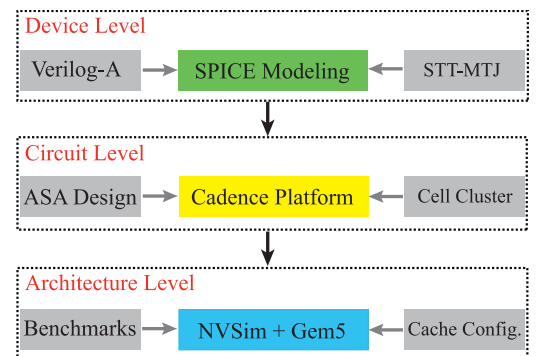 Device Level
Verilog-A SPICE Modeling STT-MTJ
Circuit Level
ASA Design Cadence Platform Cell Cluster
Architecture Level
Benchmarks NVSim + Gem5 Cache Config.